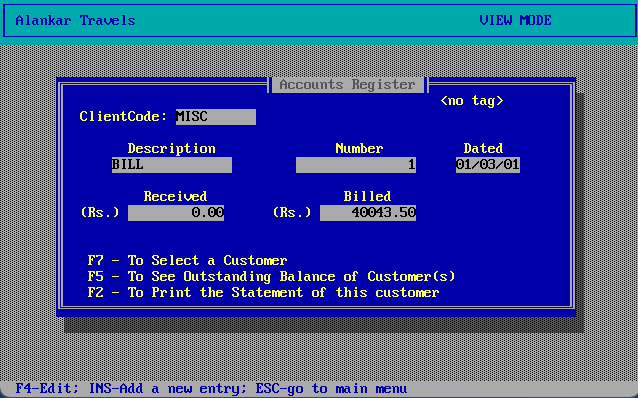 Alankar Travels VIEW MODE
Accounts Register
<no tag>
ClientCode: MISC
Description Number Dated
BILL 1 01/03/01
Received Billed
(Rs.) 0.00 (Rs.) 40043.50
F7 - To Select a Customer
F5 - To See Outstanding Balance of Customer(s)
F2 - To Print the Statement of this customer
F4-Edit; INS-Add a new entry; ESC-go to main menu